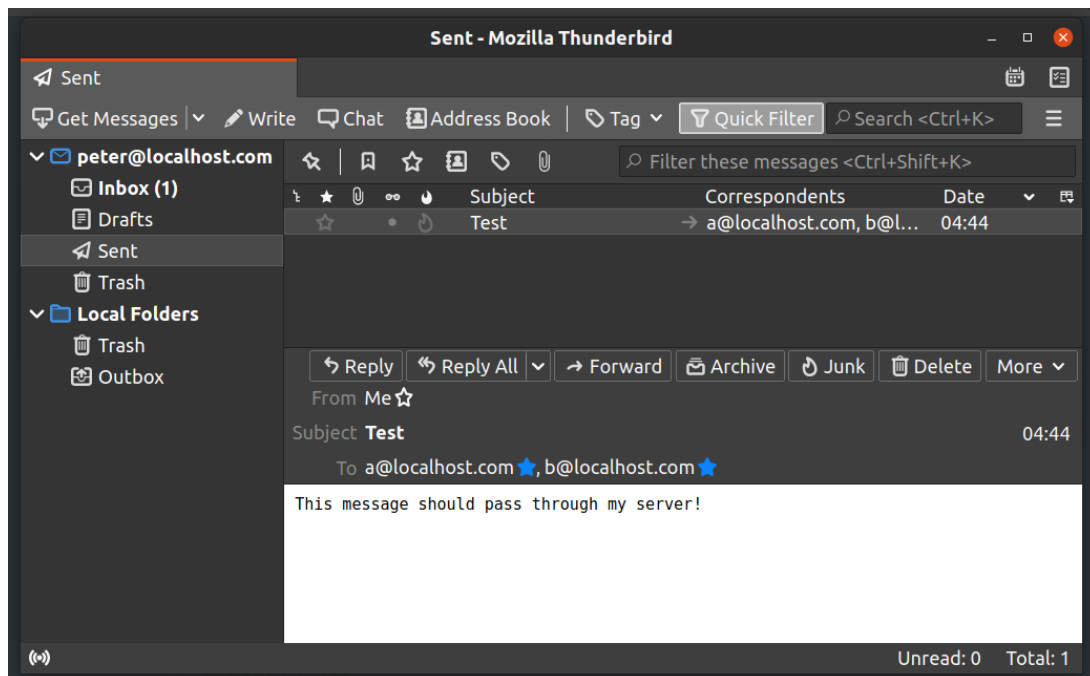 Sent - Mozilla Thunderbird
Sent
Get Messages Write Chat Address Book Tag Quick Filter Search <Ctrl+K>
peter@localhost.com
Filter these messages <Ctrl+Shift+K>
Inbox (1)
Subject Correspondents Date
Drafts
Test a@localhost.com, b@l... 04:44
Sent
Trash
Local Folders
Trash
Outbox
Reply Reply All Forward Archive Junk Delete More
From Me
Subject Test 04:44
To a@localhost.com, b@localhost.com
This message should pass through my server!
Unread: 0 Total: 1